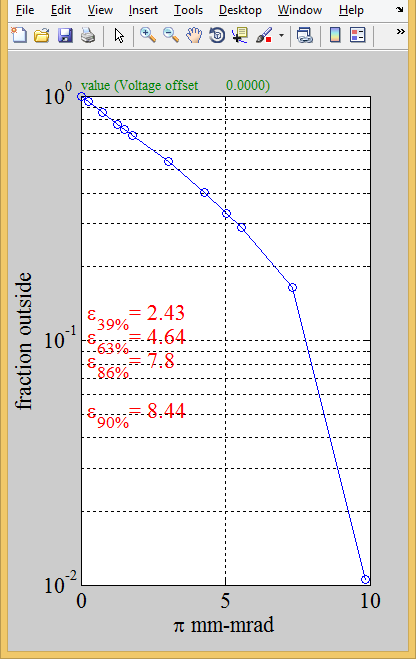 File Edit View Insert Tools Desktop Window Help
value (Voltage offset 0.0000)
10^0
fraction outside
ε39%= 2.43
10^-1
ε63%= 4.64
ε86%= 7.8
ε90%= 8.44
10^-2
0 5 10
π mm-mrad